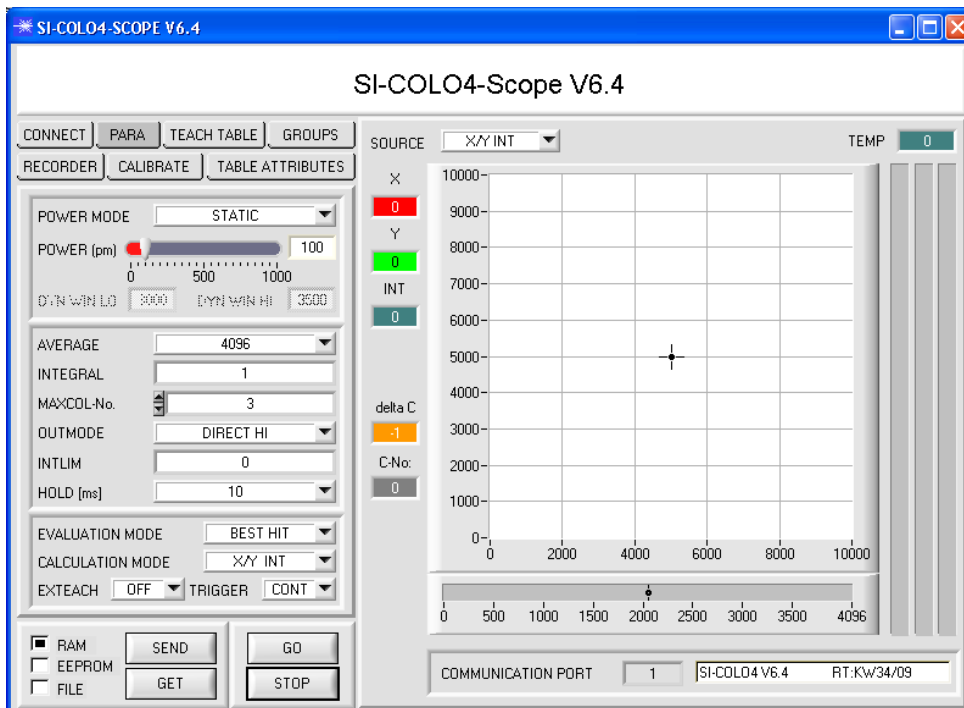 SI-COLO4-SCOPE V6.4
SI-COLO4-Scope V6.4
CONNECT PARA TEACH TABLE GROUPS
RECORDER CALIBRATE TABLE ATTRIBUTES
POWER MODE STATIC
POWER (pm) 100
0 500 1000
DYN WIN LO 3000 DYN WIN HI 3500
AVERAGE 4096
INTEGRAL 1
MAXCOL-No. 3
OUTMODE DIRECT HI
INTLIM 0
HOLD [ms] 10
EVALUATION MODE BEST HIT
CALCULATION MODE X/Y INT
EXTEACH OFF TRIGGER CONT
RAM
EEPROM
FILE
SEND
GET
GO
STOP
SOURCE X/Y INT
TEMP 0
X
0
Y
0
INT
0
delta C
-1
C-No:
0
10000
9000
8000
7000
6000
5000
4000
3000
2000
1000
0
0 2000 4000 6000 8000 10000
0 500 1000 1500 2000 2500 3000 3500 4096
COMMUNICATION PORT 1 SI-COLO4 V6.4 RT:KW34/09